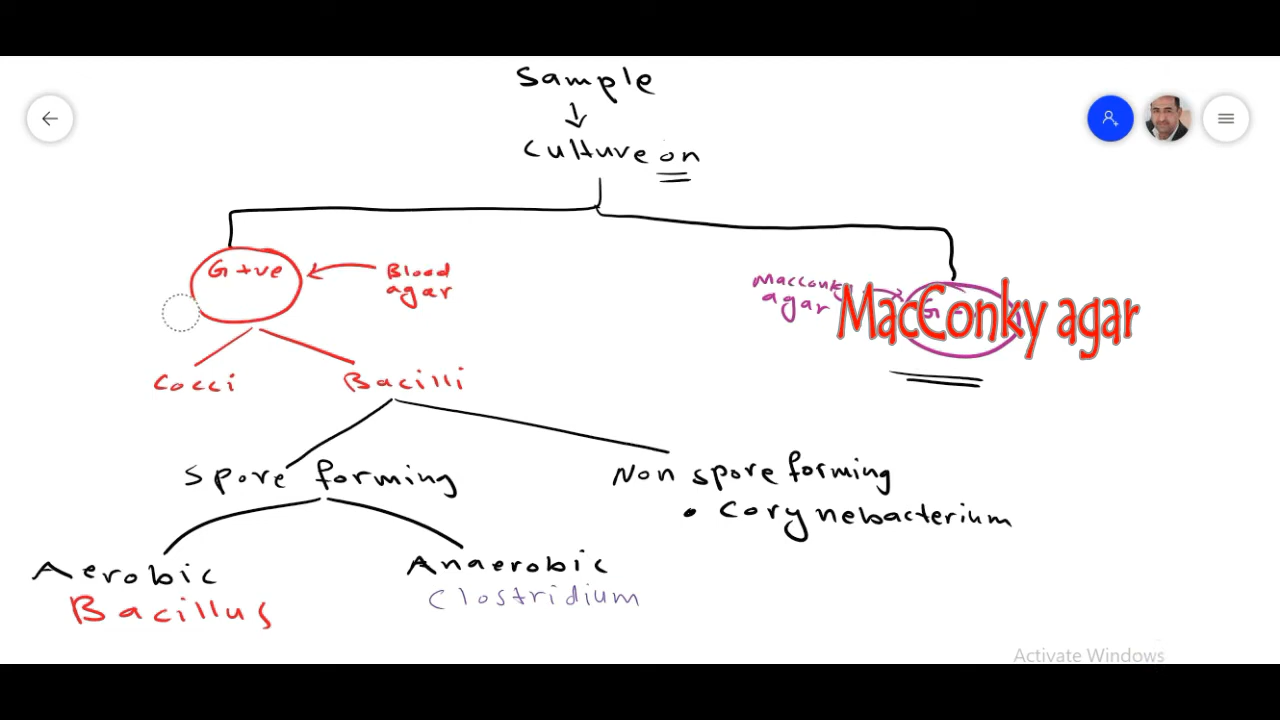 Sample
Culture on
G +ve
Blood
agar
Macconky
agar
MacConky agar
G -
Cocci
Bacilli
Spore forming
Non spore forming
• Corynebacterium
Aerobic
Bacillus
Anaerobic
Clostridium
Activate Windows